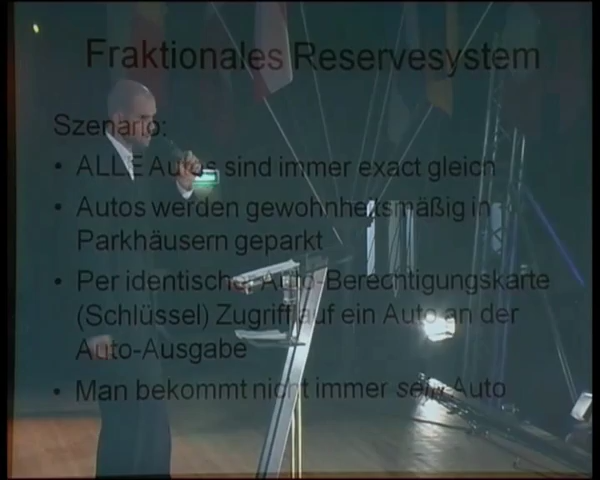 Fraktionales Reservesystem
Szenario:
• ALLE Autos sind immer exact gleich
• Autos werden gewohnheitsmäßig in
Parkhäusern geparkt
• Per identischer Auto-Berechtigungskarte
(Schlüssel) Zugriff auf ein Auto an der
Auto-Ausgabe
• Man bekommt nicht immer sein Auto